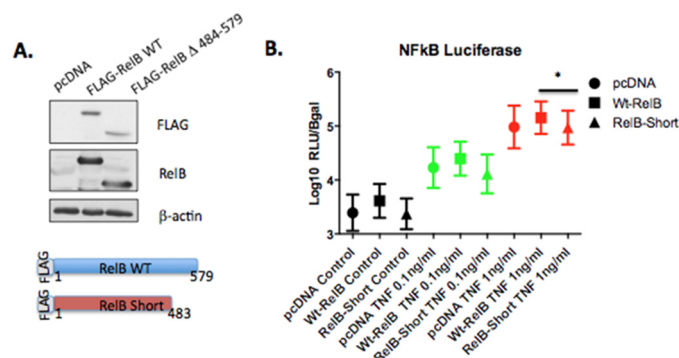 A.
pcDNA
FLAG-RelB WT
FLAG-RelB Δ 484-579
FLAG
RelB
β-actin
FLAG
1
RelB WT
579
FLAG
1
RelB Short
483
B.
NFkB Luciferase
Log10 RLU/Bgal
6
5
4
3
*
pcDNA
Wt-RelB
RelB-Short
pcDNA Control
Wt-RelB Control
RelB-Short Control
pcDNA TNF 0.1ng/ml
Wt-RelB TNF 0.1ng/ml
RelB-Short TNF 0.1ng/ml
pcDNA TNF 1ng/ml
Wt-RelB TNF 1ng/ml
RelB-Short TNF 1ng/ml